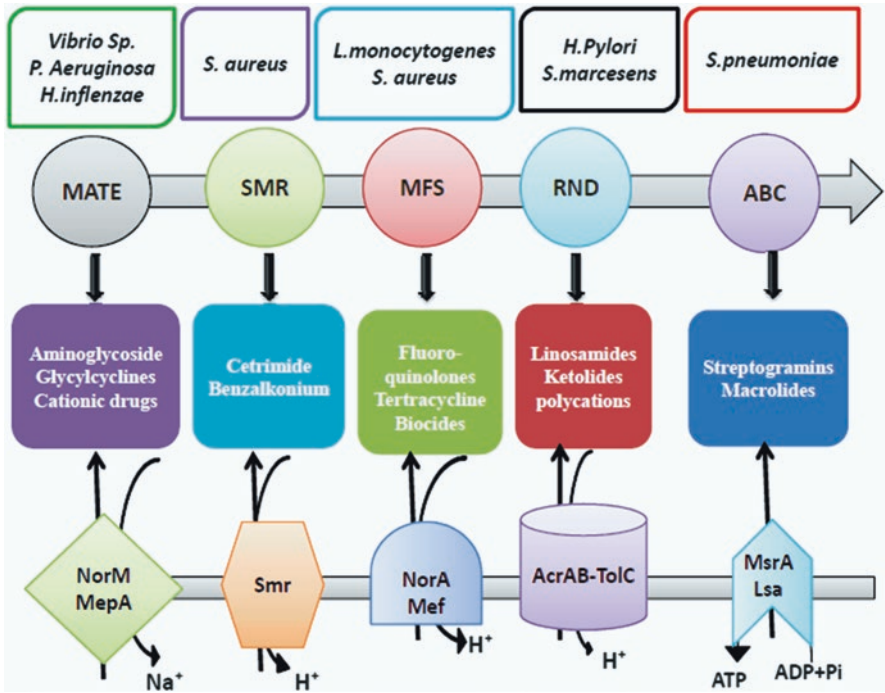 Vibrio Sp.
P. Aeruginosa
H.inflenzae
S. aureus
L.monocytogenes
S. aureus
H.Pylori
S.marcesens
S.pneumoniae
MATE
SMR
MFS
RND
ABC
Aminoglycoside
Glycylcyclines
Cationic drugs
Cetrimide
Benzalkonium
Fluoro-
quinolones
Tertracycline
Biocides
Linosamides
Ketolides
polycations
Streptogramins
Macrolides
NorM
MepA
Smr
NorA
Mef
AcrAB-TolC
MsrA
Lsa
Na⁺
H⁺
H⁺
H⁺
ATP
ADP+Pi